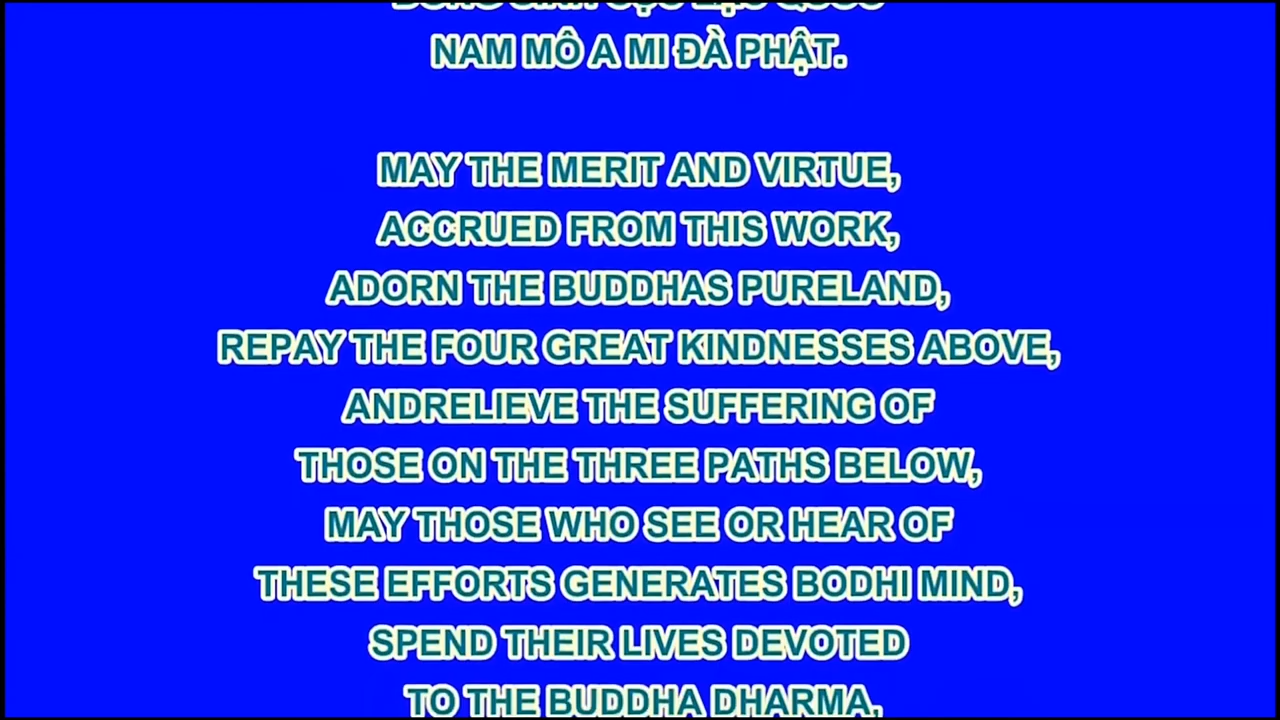 NAM MÔ A MI ĐÀ PHẬT.
MAY THE MERIT AND VIRTUE,
ACCRUED FROM THIS WORK,
ADORN THE BUDDHAS PURELAND,
REPAY THE FOUR GREAT KINDNESSES ABOVE,
ANDRELIEVE THE SUFFERING OF
THOSE ON THE THREE PATHS BELOW,
MAY THOSE WHO SEE OR HEAR OF
THESE EFFORTS GENERATES BODHI MIND,
SPEND THEIR LIVES DEVOTED
TO THE BUDDHA DHARMA,